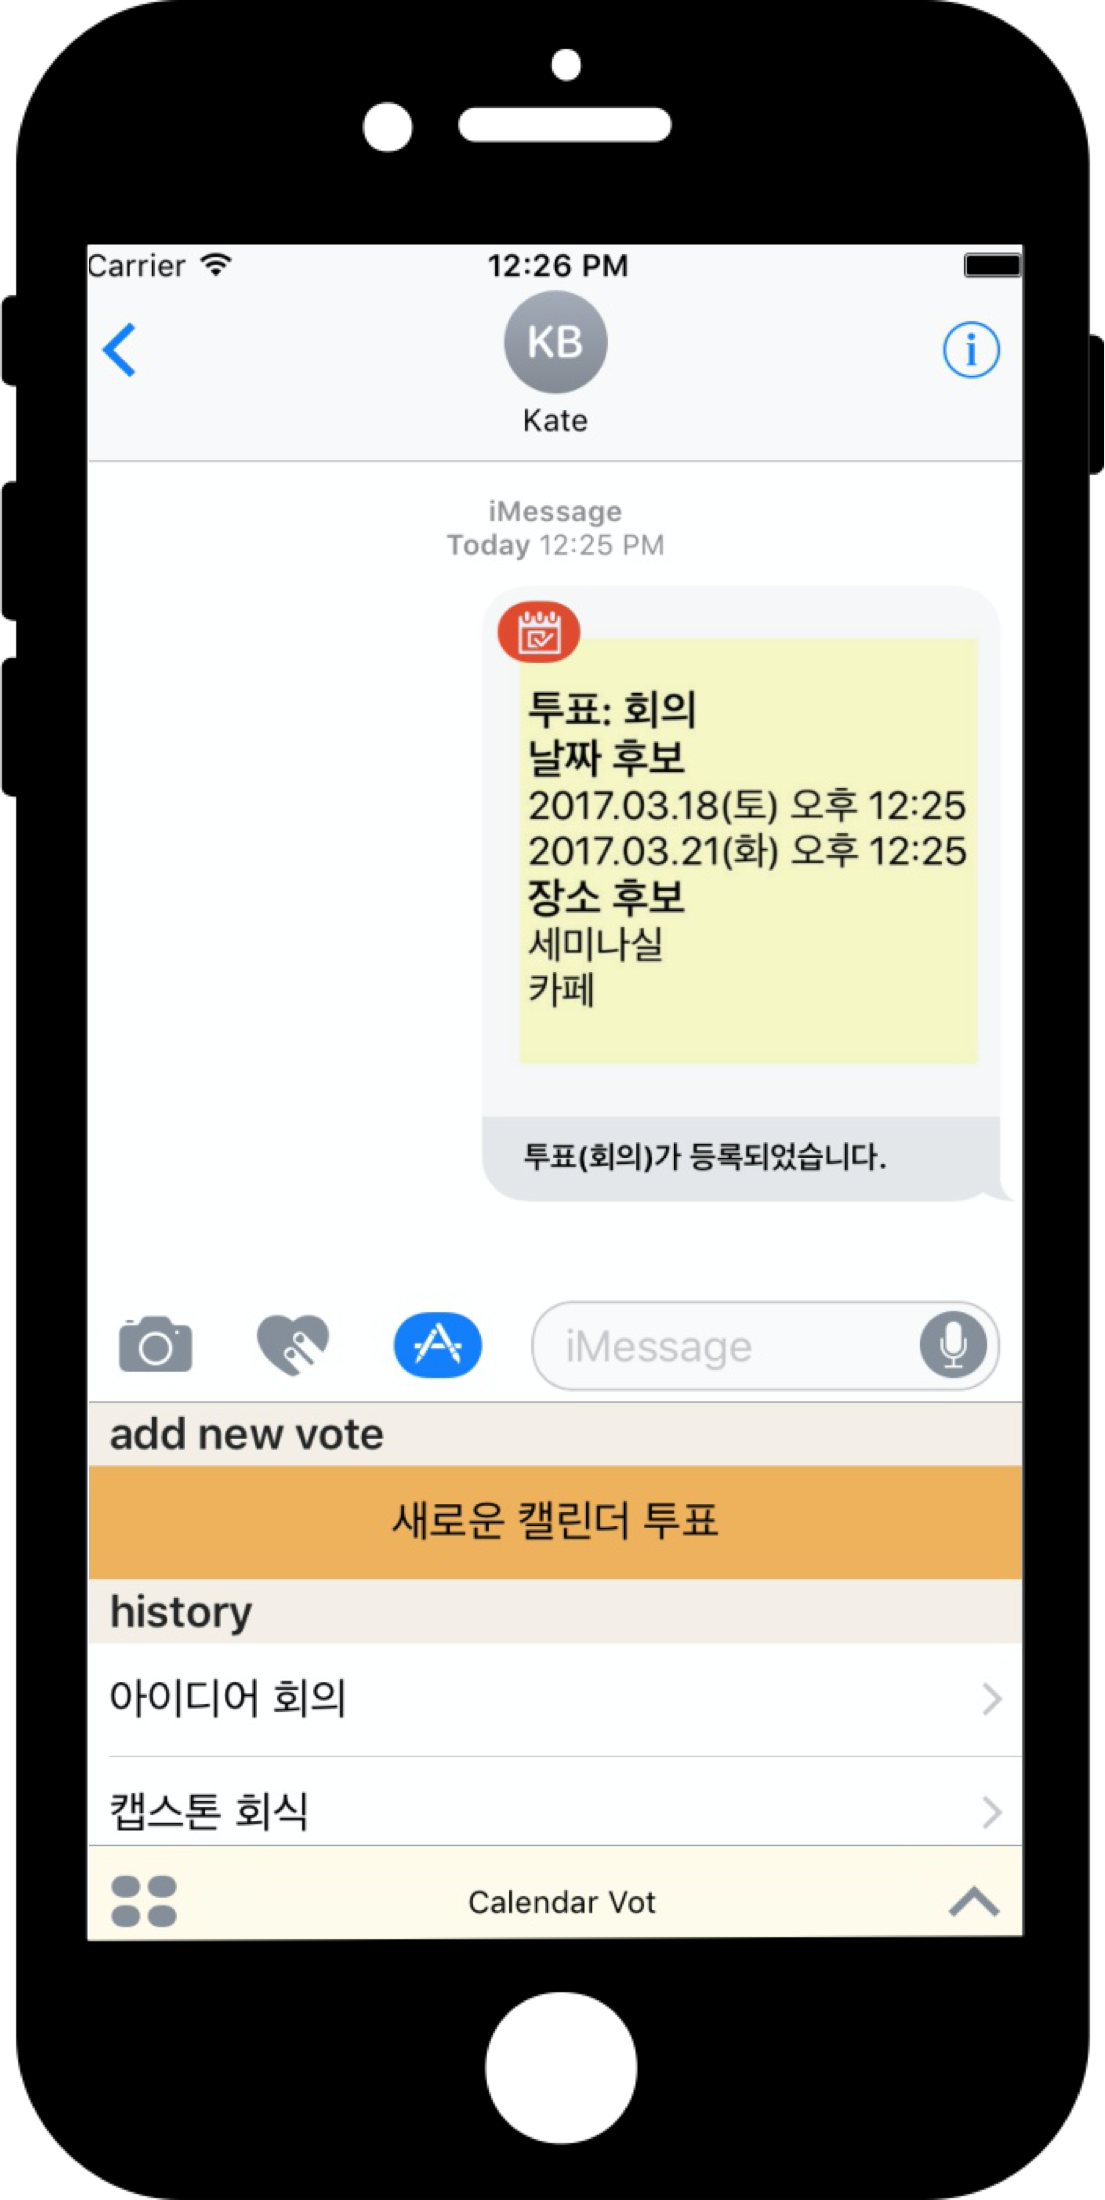 Carrier 12:26 PM
KB
Kate
iMessage
Today 12:25 PM
투표: 회의
날짜 후보
2017.03.18(토) 오후 12:25
2017.03.21(화) 오후 12:25
장소 후보
세미나실
카페
투표(회의)가 등록되었습니다.
iMessage
add new vote
새로운 캘린더 투표
history
아이디어 회의
캡스톤 회식
Calendar Vot